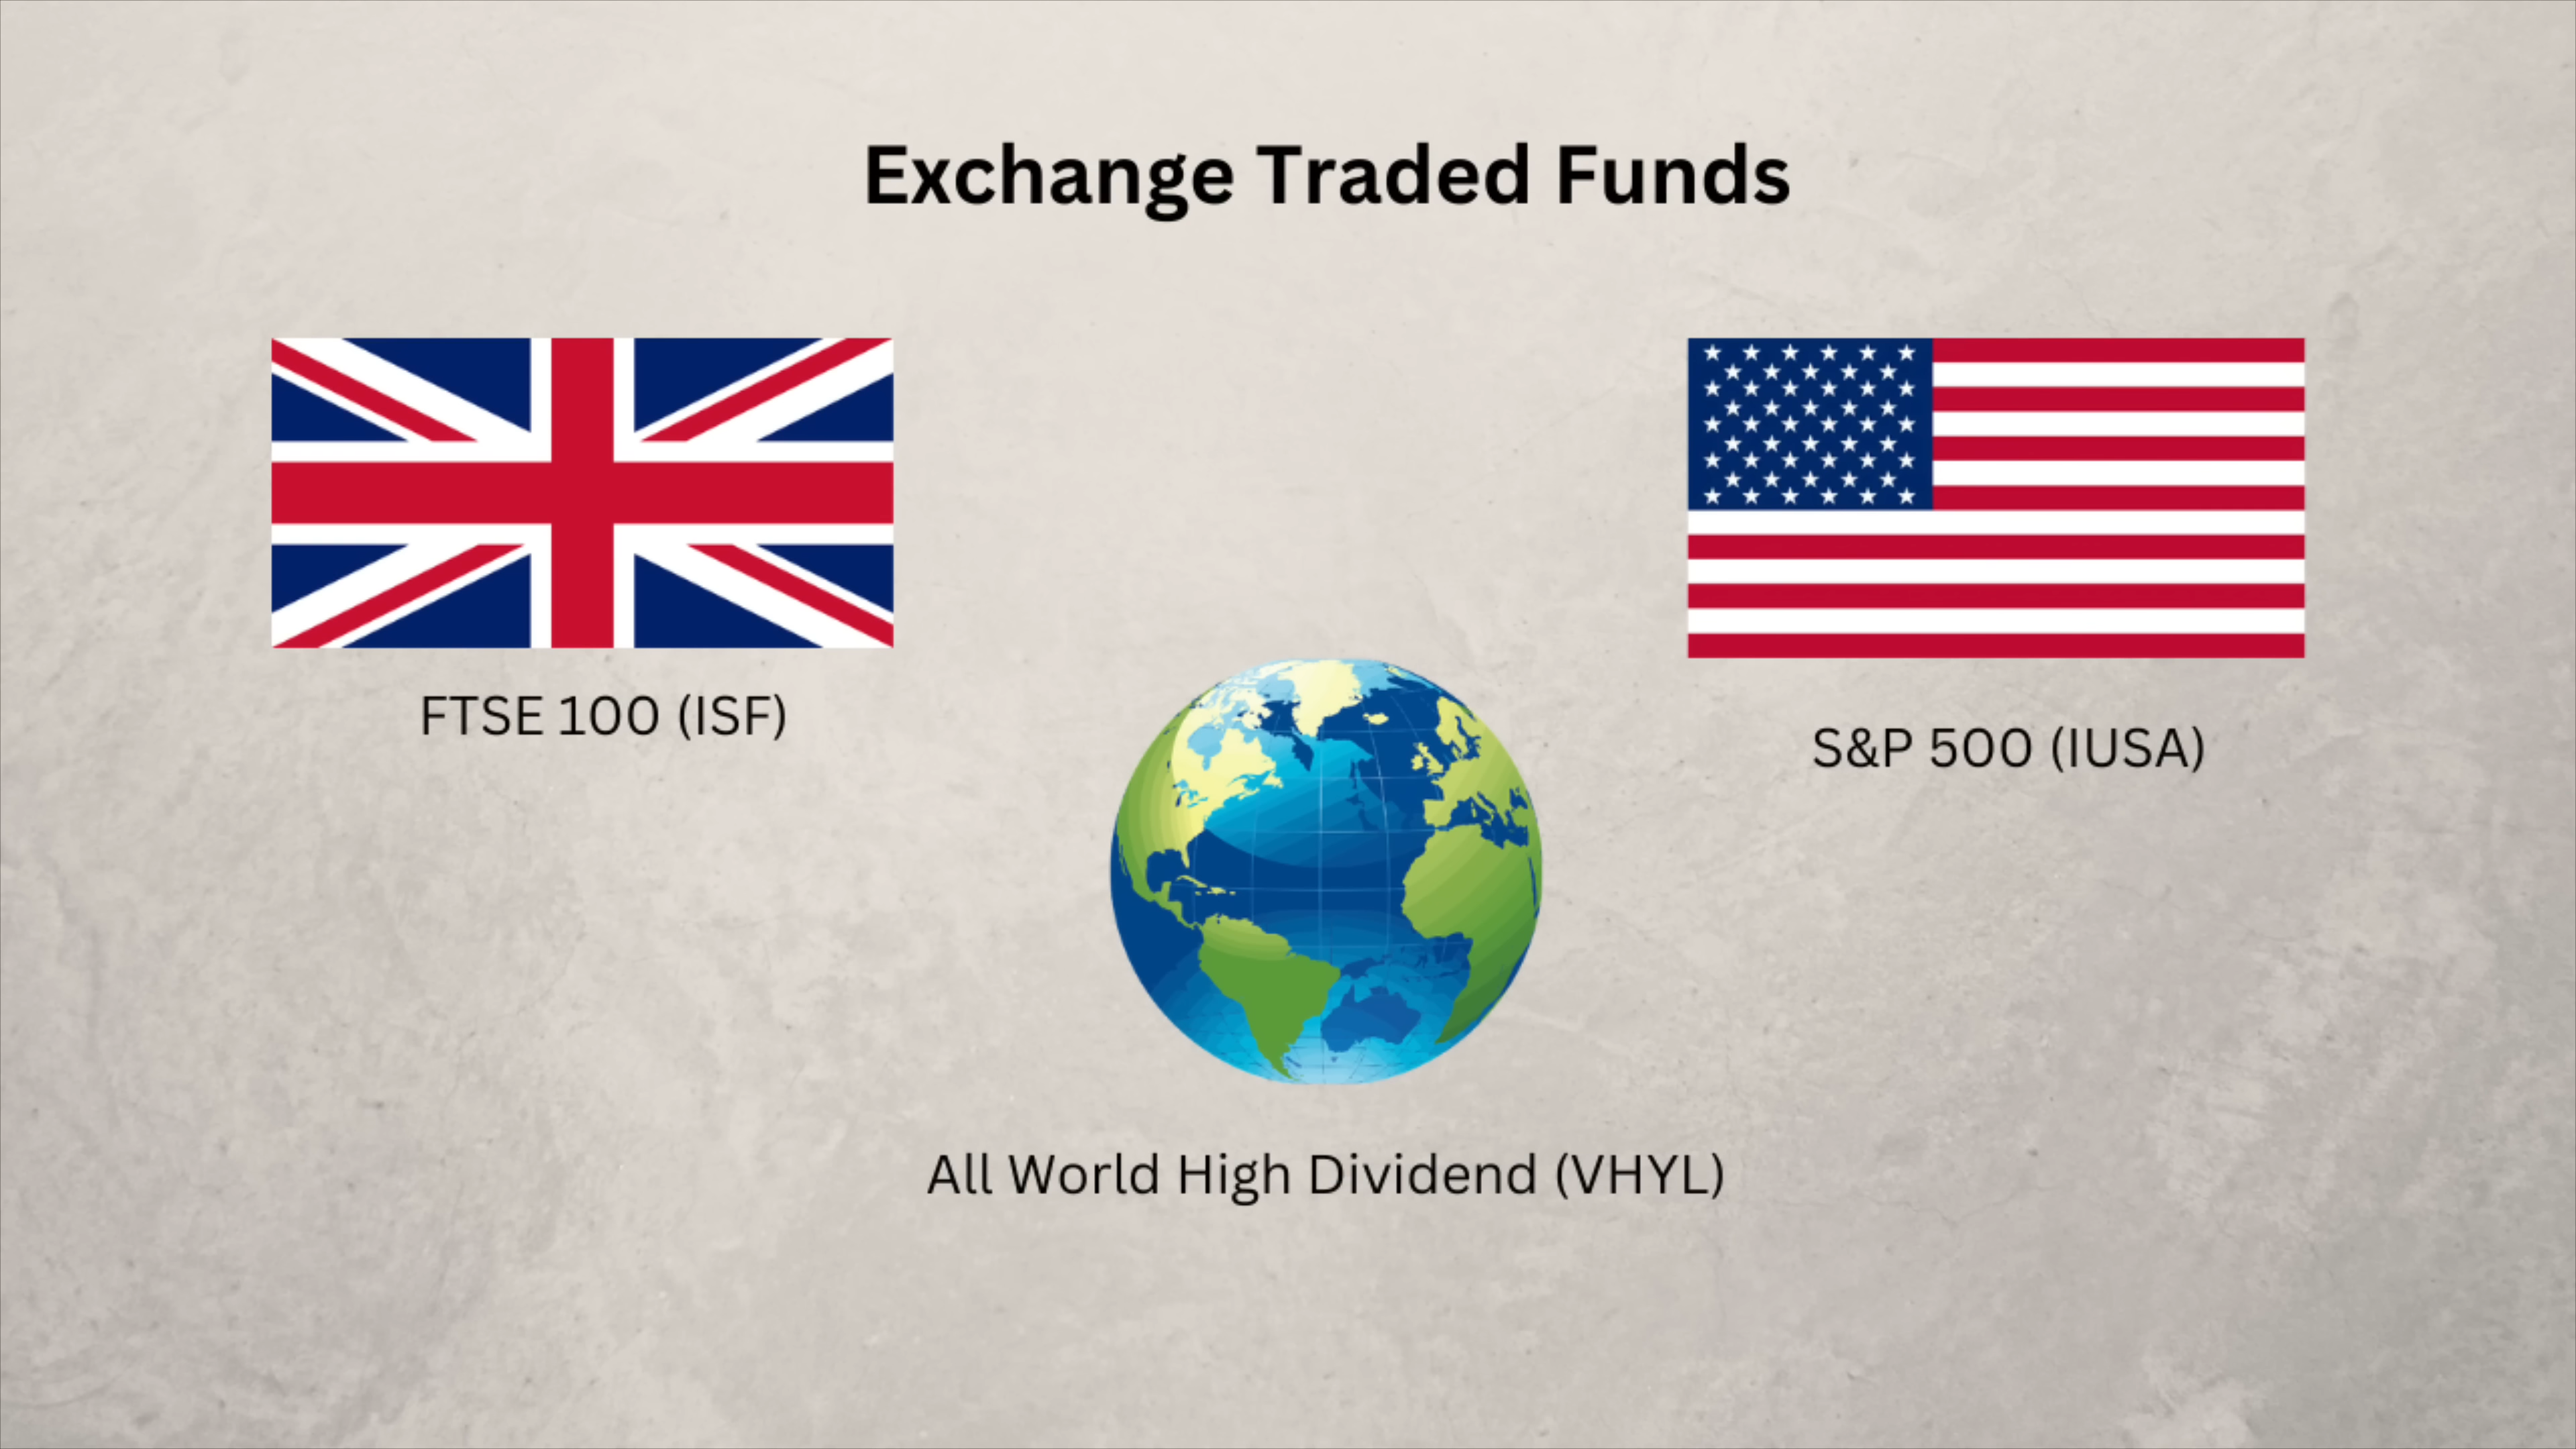 Exchange Traded Funds
FTSE 100 (ISF)
S&P 500 (IUSA)
All World High Dividend (VHYL)